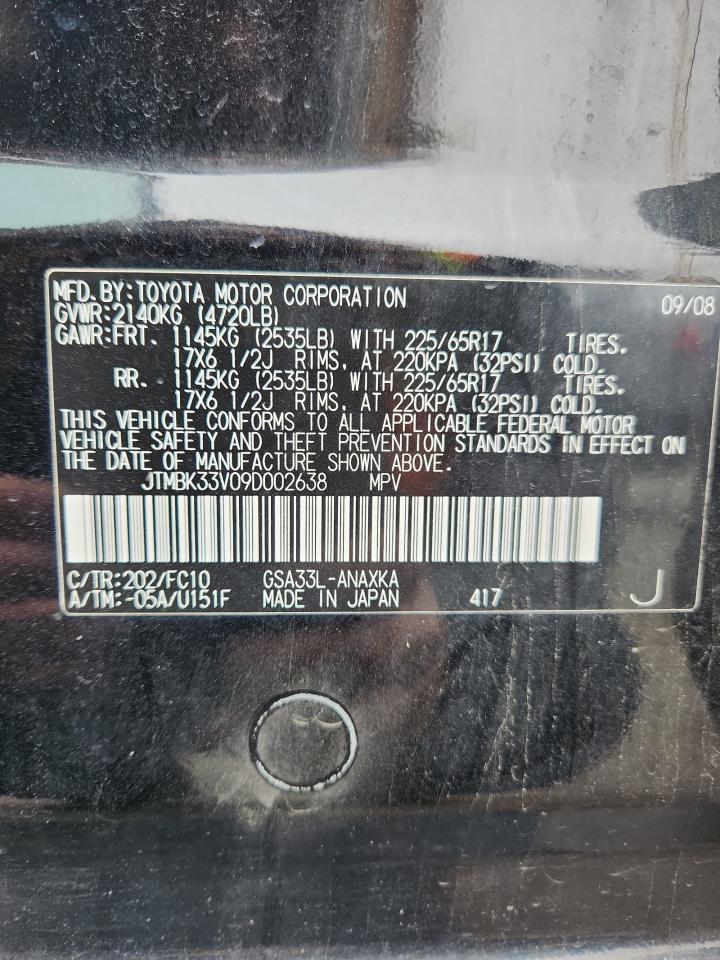 MFD.BY:TOYOTA MOTOR CORPORATION 09/08
GVWR:2140KG (4720LB)
GAWR:FRT. 1145KG (2535LB) WITH 225/65R17 TIRES.
17X6 1/2J RIMS, AT 220KPA (32PSI) COLD.
RR. 1145KG (2535LB) WITH 225/65R17 TIRES.
17X6 1/2J RIMS, AT 220KPA (32PSI) COLD.
THIS VEHICLE CONFORMS TO ALL APPLICABLE FEDERAL MOTOR
VEHICLE SAFETY AND THEFT PREVENTION STANDARDS IN EFFECT ON
THE DATE OF MANUFACTURE SHOWN ABOVE.
JTMBK33V09D002638 MPV
C/TR:202/FC10 GSA33L-ANAXKA
A/TM:-05A/U151F MADE IN JAPAN 417 J